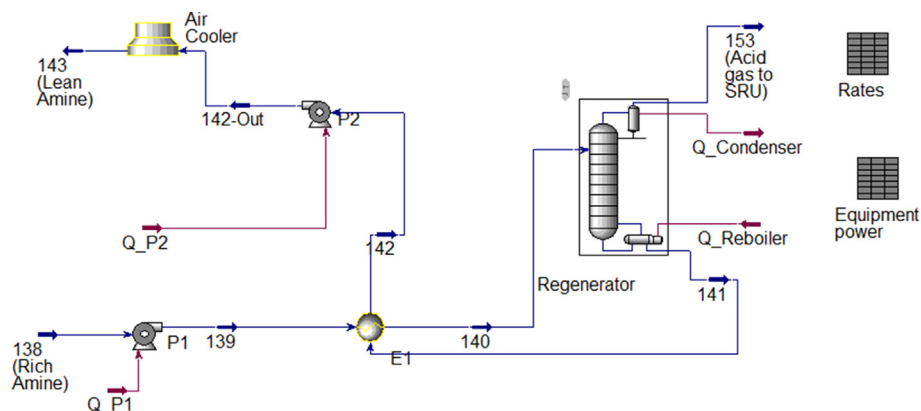 Air
Cooler
143
(Lean
Amine)
142-Out
P2
153
(Acid
gas to
SRU)
Rates
Q_Condenser
Equipment
power
Q_P2
142
Q_Reboiler
Regenerator
141
138
(Rich
Amine)
P1
139
E1
140
Q_P1